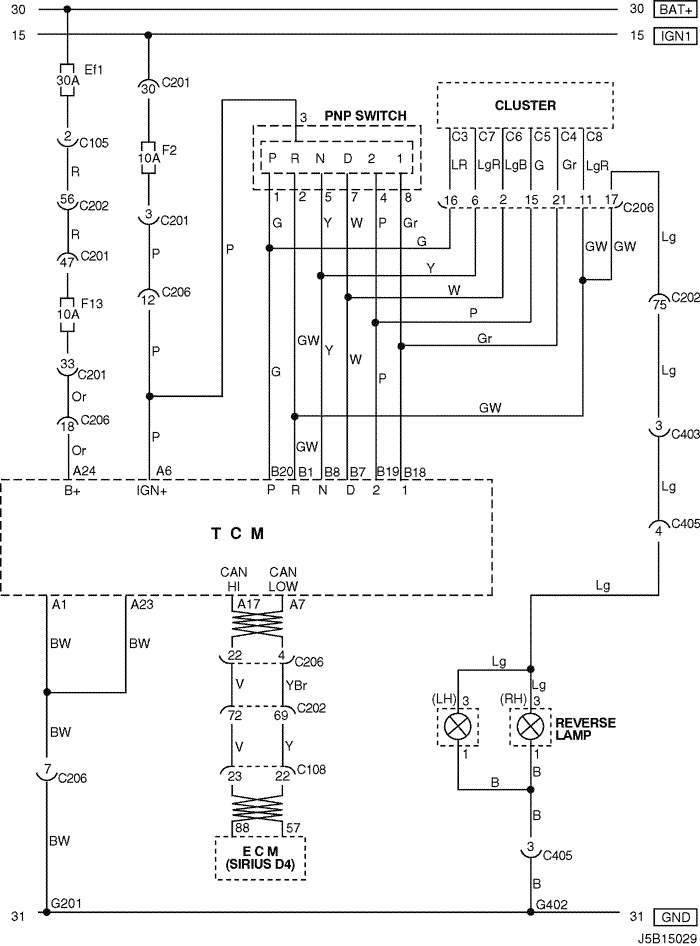 30 30 BAT+
15 15 IGN1
Ef1
30A
30 C201
2 C105
F2
10A
R
56 C202
3 C201
R
47 C201
P
12 C206
F13
10A
P
33 C201
Or
18 C206
Or
P
A24 A6
P
3 PNP SWITCH
P R N D 2 1
1 2 5 7 4 8
G Y W P Gr
CLUSTER
C3 C7 C6 C5 C4 C8
LR LgR LgB G Gr LgR
16 6 2 15 21 11 17 C206
G
GW GW
Lg
Y
W
75 C202
P
GW Y W
Gr
G P
Lg
GW
3 C403
GW
B20 B1 B8 B7 B19 B18
Lg
B+ IGN+ P R N D 2 1
4 C405
T C M
CAN HI CAN LOW
Lg
A1 A23 A17 A7
BW BW
22 4 C206
Lg
V YBr
Lg
(LH) 3 (RH) 3
72 69 C202
REVERSE
LAMP
BW
V Y
1 1
7 C206
23 22 C108
B
B
B
BW
88 57
3 C405
E C M
(SIRIUS D4)
B
31 G201 G402 31 GND
J5B15029